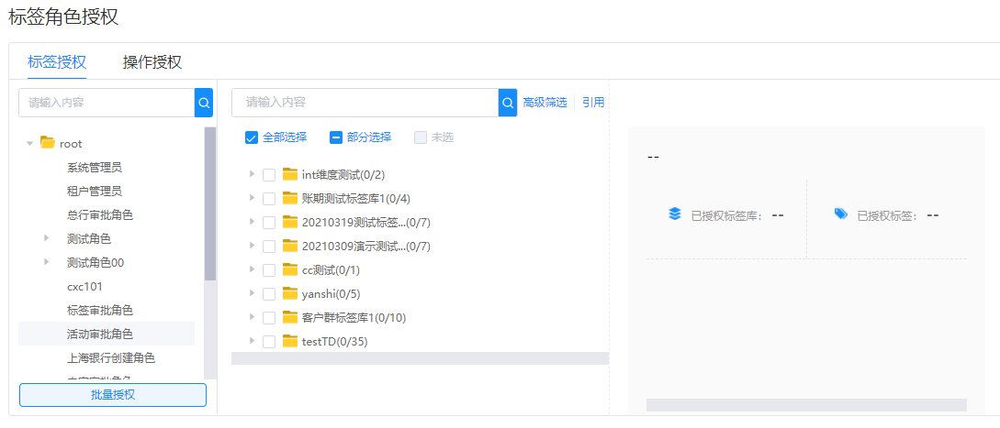 标签角色授权
标签授权 操作授权
请输入内容
root
系统管理员
租户管理员
总行审批角色
测试角色
测试角色00
cxc101
标签审批角色
活动审批角色
上海银行创建角色
批量授权
请输入内容 高级筛选 引用
全部选择 部分选择 未选
int维度测试(0/2)
账期测试标签库1(0/4)
20210319测试标签...(0/7)
20210309演示测试...(0/7)
cc测试(0/1)
yanshi(0/5)
客户群标签库1(0/10)
testTD(0/35)
--
已授权标签库: -- 已授权标签: --